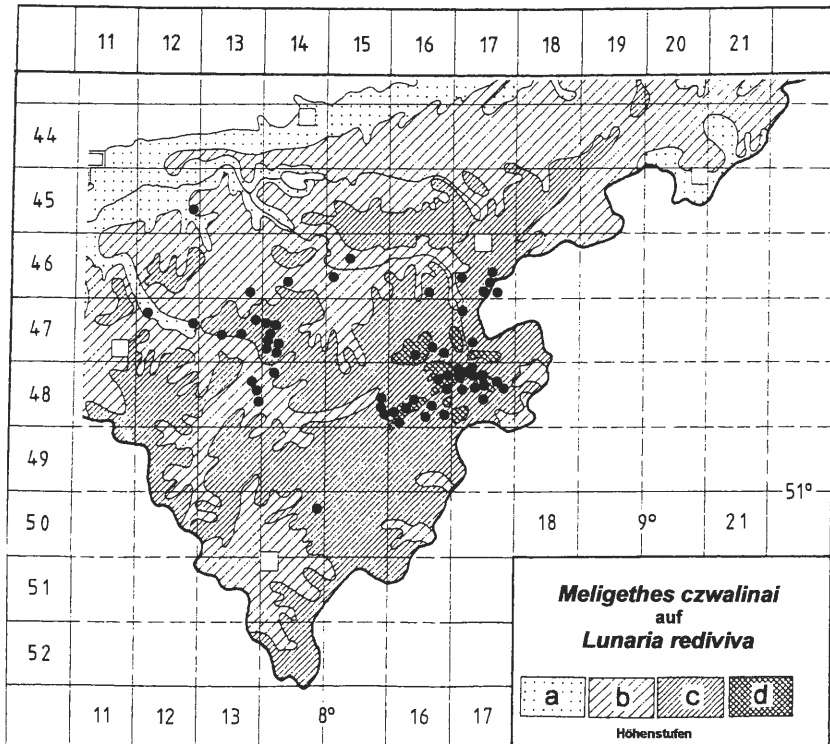 11 12 13 14 15 16 17 18 19 20 21
44
45
46
47
48
49
51°
50 18 9° 21
51
52
Meligethes czwalinai
auf
Lunaria rediviva
a b c d
Höhenstufen
11 12 13 8° 16 17